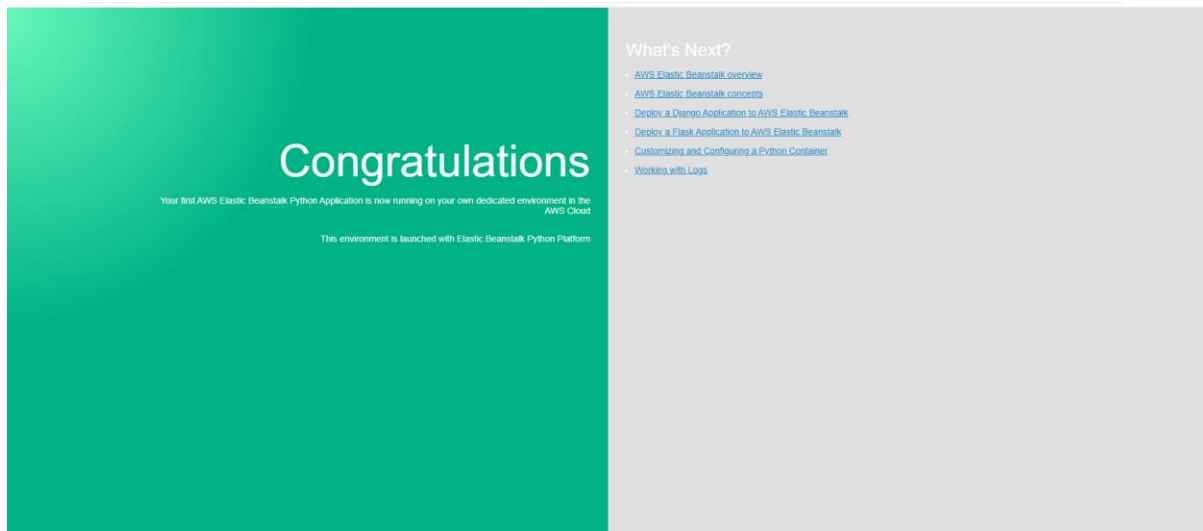 Congratulations
Your first AWS Elastic Beanstalk Python Application is now running on your own dedicated environment in the
AWS Cloud
This environment is launched with Elastic Beanstalk Python Platform
What's Next?
AWS Elastic Beanstalk overview
AWS Elastic Beanstalk concepts
Deploy a Django Application to AWS Elastic Beanstalk
Deploy a Flask Application to AWS Elastic Beanstalk
Customizing and Configuring a Python Container
Working with Logs